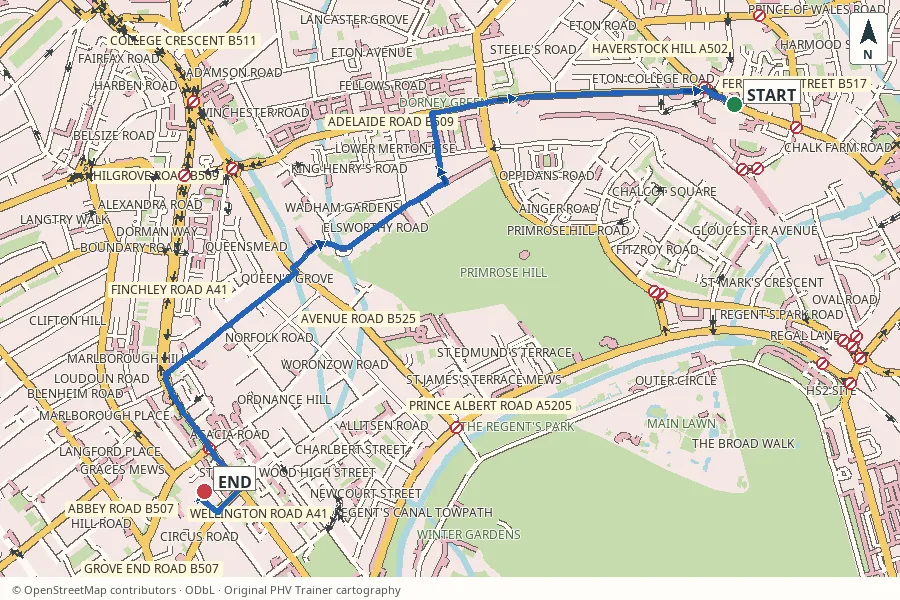 PRINCE OF WALES ROAD
LANCASTER GROVE
ETON ROAD
COLLEGE CRESCENT B511
STEELE'S ROAD
HAVERSTOCK HILL A502
HARMOOD S
N
ETON AVENUE
FAIRFAX ROAD
ADAMSON ROAD
ETON COLLEGE ROAD
HARBEN ROAD
FELLOWS ROAD
START
TREET B517
DORNEY GREE
WINCHESTER ROAD
ADELAIDE ROAD B509
BELSIZE ROAD
LOWER MERTON RISE
CHALK FARM ROAD
KING HENRY'S ROAD
HILGROVE ROAD B509
OPPIDANS ROAD
CHALCOT SQUARE
ALEXANDRA ROAD
WADHAM GARDENS
AINGER ROAD
LANGTRY WALK
DORMAN WAY
ELSWORTHY ROAD
PRIMROSE HILL ROAD
GLOUCESTER AVENUE
BOUNDARY ROAD
QUEENSMEAD
FITZROY ROAD
PRIMROSE HILL
QUEEN'S GROVE
ST MARK'S CRESCENT
FINCHLEY ROAD A41
OVAL ROAD
CLIFTON HILL
AVENUE ROAD B525
REGENT'S PARK ROAD
NORFOLK ROAD
REGAL LANE
MARLBOROUGH HILL
ST EDMUND'S TERRACE
WORONZOW ROAD
LOUDOUN ROAD
ST JAMES'S TERRACE MEWS
OUTER CIRCLE
BLENHEIM ROAD
HS2 SITE
ORDNANCE HILL
PRINCE ALBERT ROAD A5205
MARLBOROUGH PLACE
MAIN LAWN
ALLITSEN ROAD
THE REGENT'S PARK
ACACIA ROAD
THE BROAD WALK
LANGFORD PLACE
CHARLBERT STREET
GRACES MEWS
WOOD HIGH STREET
END
NEWCOURT STREET
ABBEY ROAD B507
WELLINGTON ROAD A41
REGENT'S CANAL TOWPATH
HILL ROAD
CIRCUS ROAD
WINTER GARDENS
GROVE END ROAD B507
© OpenStreetMap contributors · ODbL · Original PHV Trainer cartography